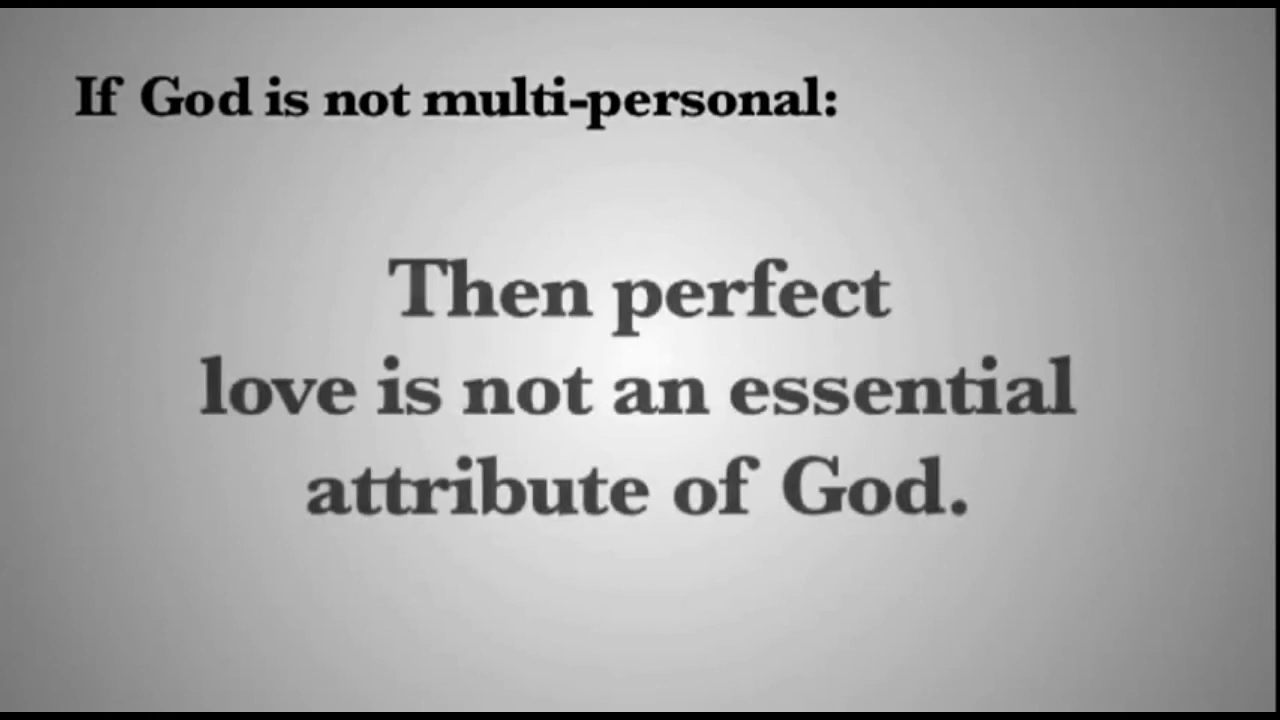 If God is not multi-personal:
Then perfect
love is not an essential
attribute of God.